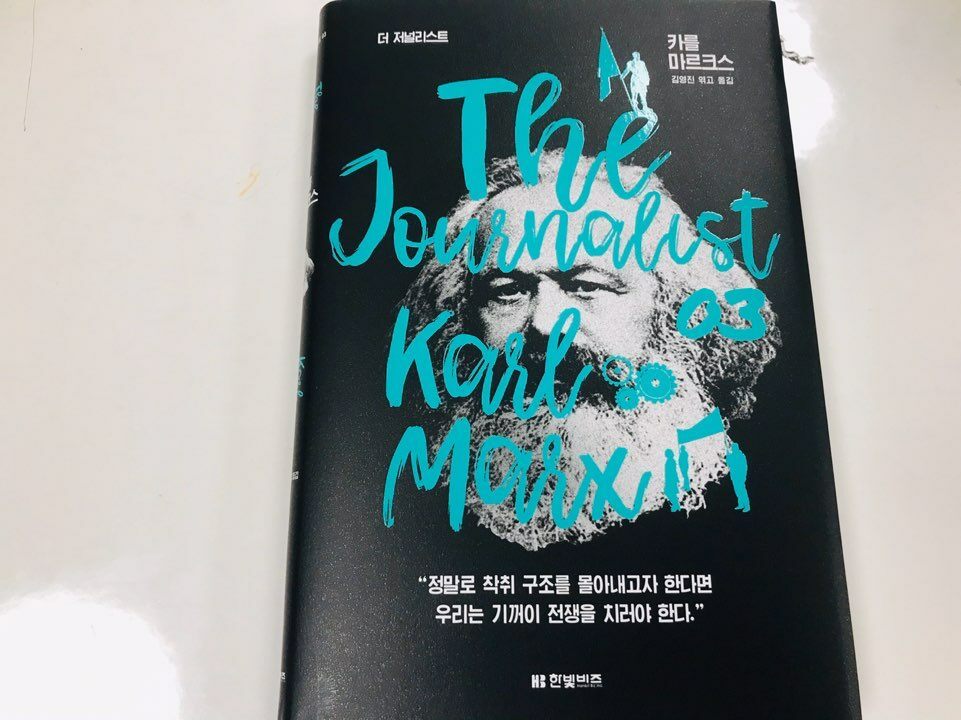 더 저널리스트
카를
마르크스
김영진 엮고 옮김
The
Journalist
03
Karl
Marx
“정말로 착취 구조를 몰아내고자 한다면
우리는 기꺼이 전쟁을 치러야 한다.”
HB 한빛비즈